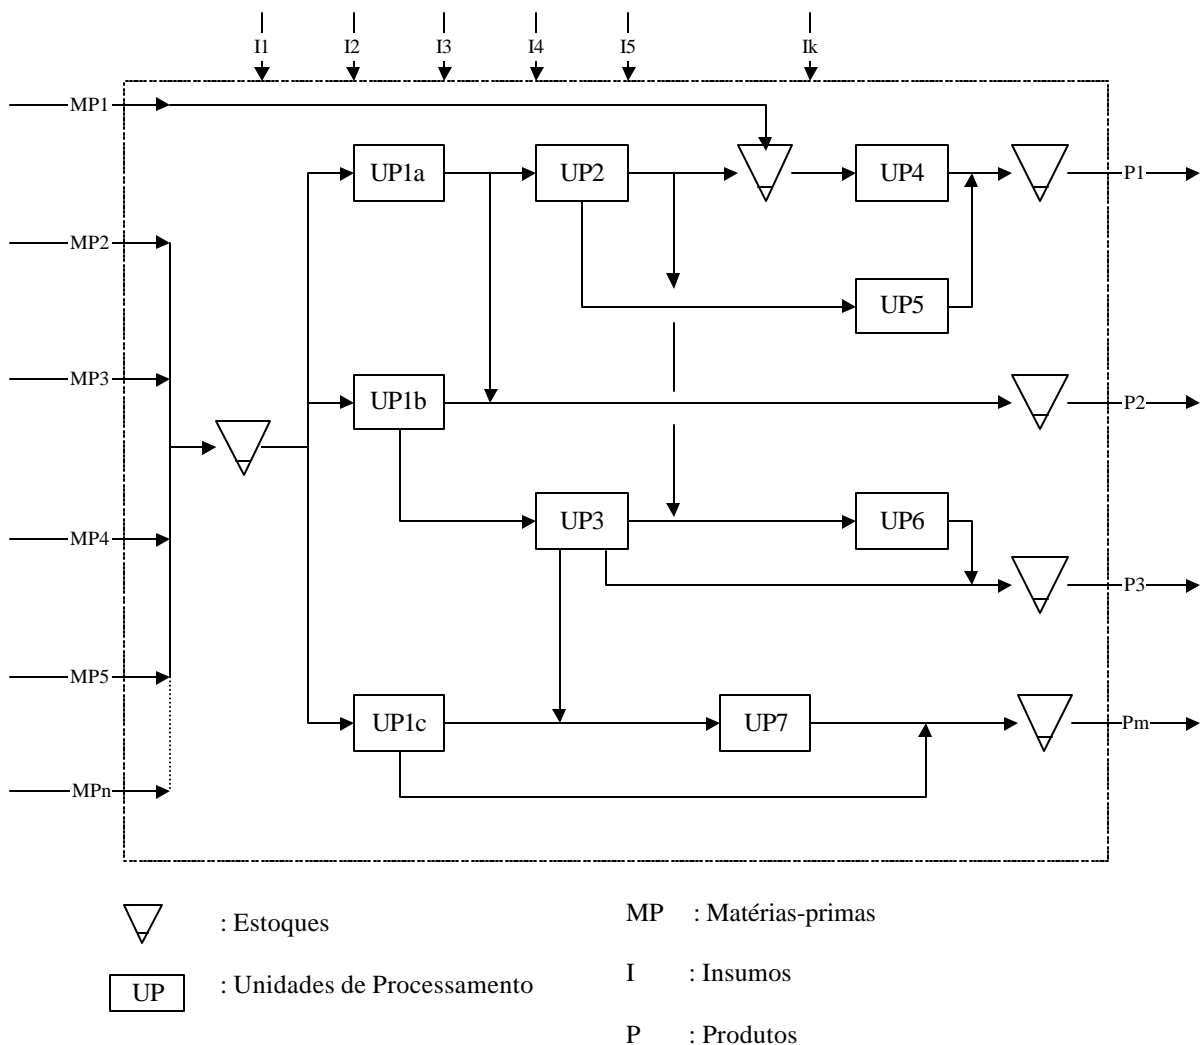 I1 I2 I3 I4 I5 Ik
MP1
UP1a UP2 UP4 P1
MP2
UP5
MP3
UP1b P2
UP3 UP6
MP4
P3
MP5
UP1c UP7 Pm
MPn
: Estoques
MP : Matérias-primas
UP : Unidades de Processamento
I : Insumos
P : Produtos